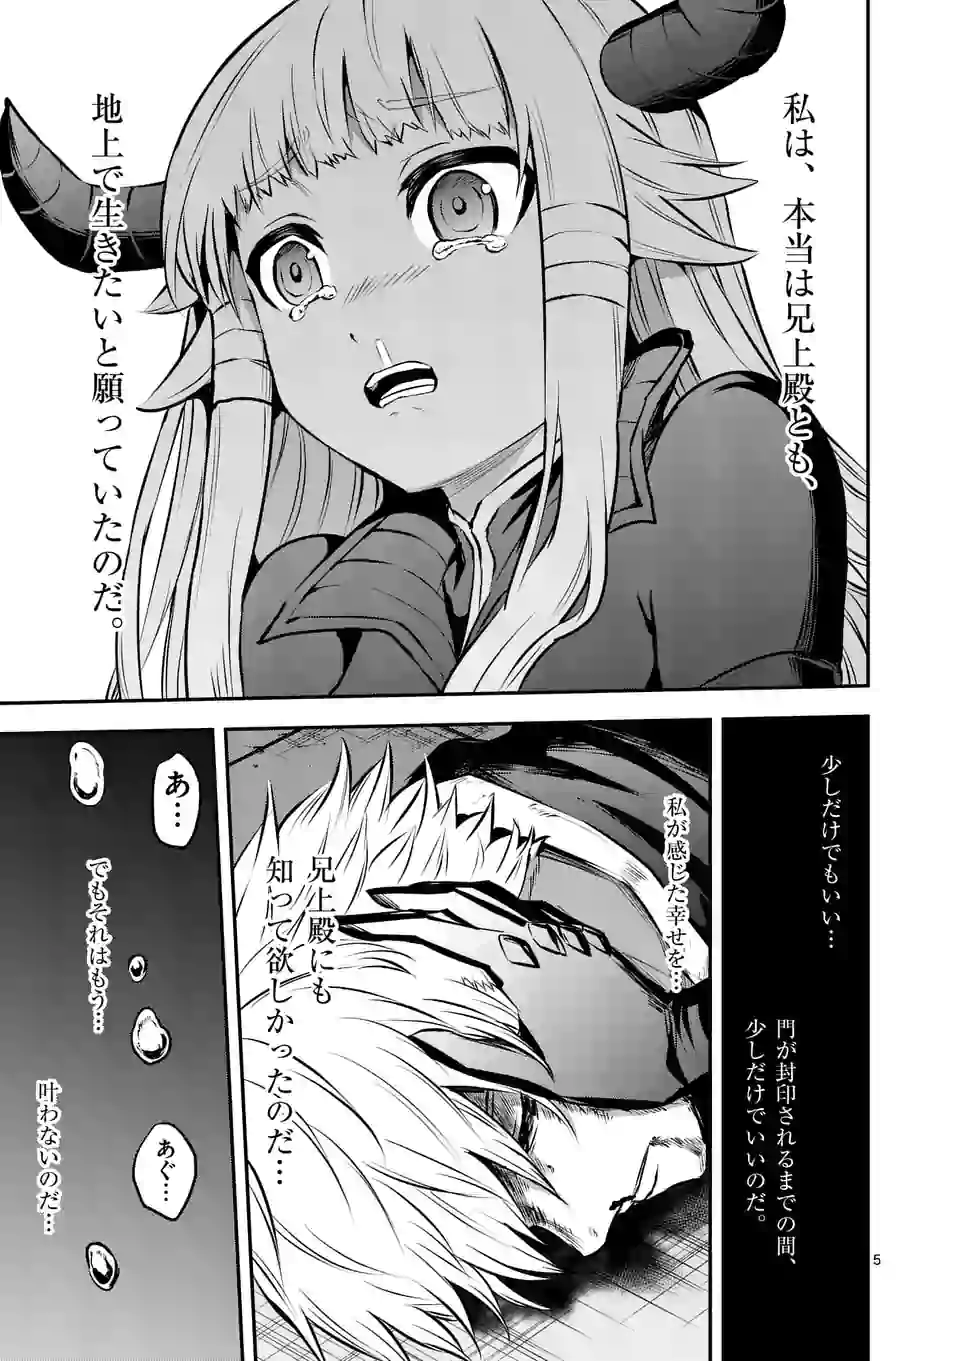 私は、本当は兄上殿とも、
地上で生きたいと願っていたのだ。
少しだけでもいい…
門が封印されるまでの間、
少しだけでいいのだ。
私が感じた幸せを…
兄上殿にも
知って欲しかったのだ…
あ…
でもそれはもう…
あぐ…
叶わないのだ…
5